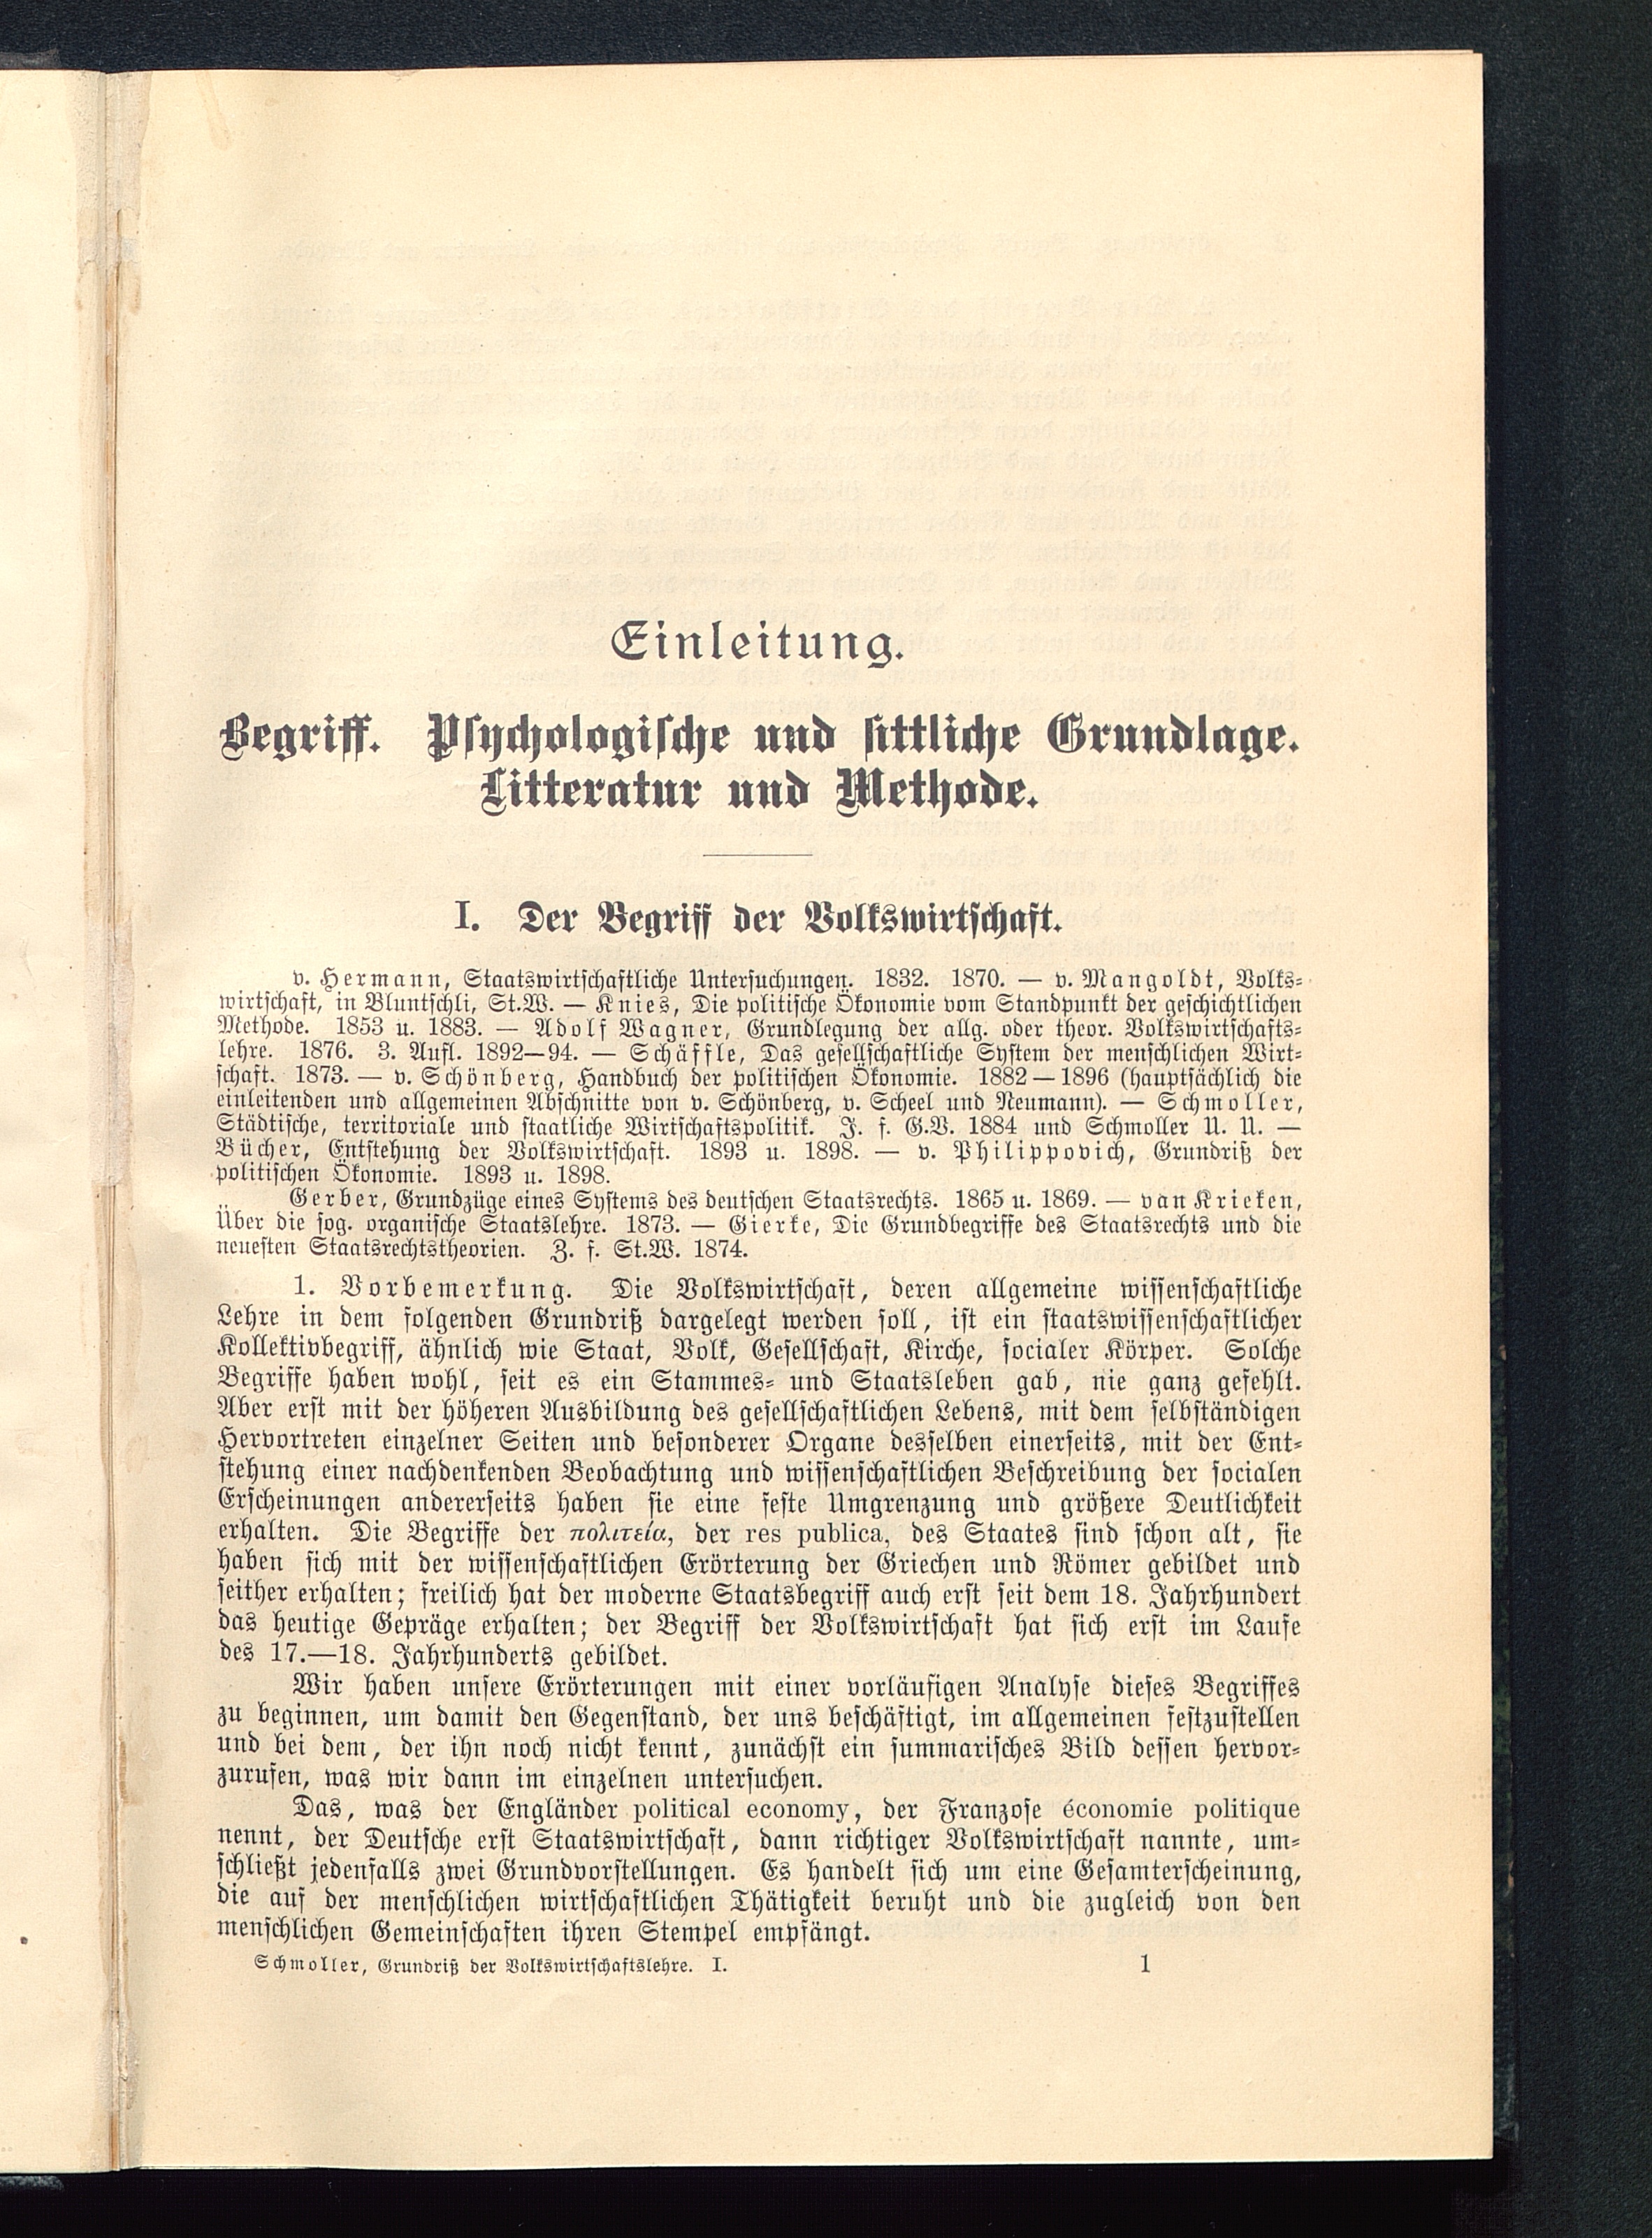 Einleitung.
Begriff. Psychologische und sittliche Grundlage.
Litteratur und Methode.
I. Der Begriff der Volkswirtschaft.
v. Hermann, Staatswirtschaftliche Untersuchungen. 1832. 1870. — v. Mangoldt, Volks-
wirtschaft, in Bluntschli, St.W. — Knies, Die politische Ökonomie vom Standpunkt der geschichtlichen
Methode. 1853 u. 1883. — Adolf Wagner, Grundlegung der allg. oder theor. Volkswirtschafts-
lehre. 1876. 3. Aufl. 1892—94. — Schäffle, Das gesellschaftliche System der menschlichen Wirt-
schaft. 1873. — v. Schönberg, Handbuch der politischen Ökonomie. 1882—1896 (hauptsächlich die
einleitenden und allgemeinen Abschnitte von v. Schönberg, v. Scheel und Neumann). — Schmoller,
Städtische, territoriale und staatliche Wirtschaftspolitik. J. f. G.V. 1884 und Schmoller U. U. —
Bücher, Entstehung der Volkswirtschaft. 1893 u. 1898. — v. Philippovich, Grundriß der
politischen Ökonomie. 1893 u. 1898.
Gerber, Grundzüge eines Systems des deutschen Staatsrechts. 1865 u. 1869. — van Krieken,
Über die sog. organische Staatslehre. 1873. — Gierke, Die Grundbegriffe des Staatsrechts und die
neuesten Staatsrechtstheorien. Z. f. St.W. 1874.
1. Vorbemerkung. Die Volkswirtschaft, deren allgemeine wissenschaftliche
Lehre in dem folgenden Grundriß dargelegt werden soll, ist ein staatswissenschaftlicher
Kollektivbegriff, ähnlich wie Staat, Volk, Gesellschaft, Kirche, socialer Körper. Solche
Begriffe haben wohl, seit es ein Stammes- und Staatsleben gab, nie ganz gefehlt.
Aber erst mit der höheren Ausbildung des gesellschaftlichen Lebens, mit dem selbständigen
Hervortreten einzelner Seiten und besonderer Organe desselben einerseits, mit der Ent-
stehung einer nachdenkenden Beobachtung und wissenschaftlichen Beschreibung der socialen
Erscheinungen andererseits haben sie eine feste Umgrenzung und größere Deutlichkeit
erhalten. Die Begriffe der πολιτεία, der res publica, des Staates sind schon alt, sie
haben sich mit der wissenschaftlichen Erörterung der Griechen und Römer gebildet und
seither erhalten; freilich hat der moderne Staatsbegriff auch erst seit dem 18. Jahrhundert
das heutige Gepräge erhalten; der Begriff der Volkswirtschaft hat sich erst im Laufe
des 17.—18. Jahrhunderts gebildet.
Wir haben unsere Erörterungen mit einer vorläufigen Analyse dieses Begriffes
zu beginnen, um damit den Gegenstand, der uns beschäftigt, im allgemeinen festzustellen
und bei dem, der ihn noch nicht kennt, zunächst ein summarisches Bild dessen hervor-
zurufen, was wir dann im einzelnen untersuchen.
Das, was der Engländer political economy, der Franzose économie politique
nennt, der Deutsche erst Staatswirtschaft, dann richtiger Volkswirtschaft nannte, um-
schließt jedenfalls zwei Grundvorstellungen. Es handelt sich um eine Gesamterscheinung,
die auf der menschlichen wirtschaftlichen Thätigkeit beruht und die zugleich von den
menschlichen Gemeinschaften ihren Stempel empfängt.
Schmoller, Grundriß der Volkswirtschaftslehre. I. 1